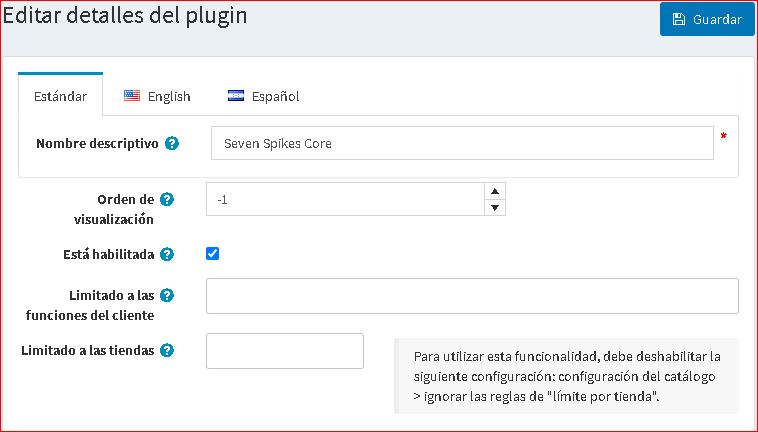 Editar detalles del plugin
Guardar
Estándar
English
Español
Nombre descriptivo ?
Seven Spikes Core
*
Orden de
visualización ?
-1
Está habilitada ?
Limitado a las
funciones del cliente ?
Limitado a las tiendas ?
Para utilizar esta funcionalidad, debe deshabilitar la
siguiente configuración: configuración del catálogo
> ignorar las reglas de "límite por tienda".